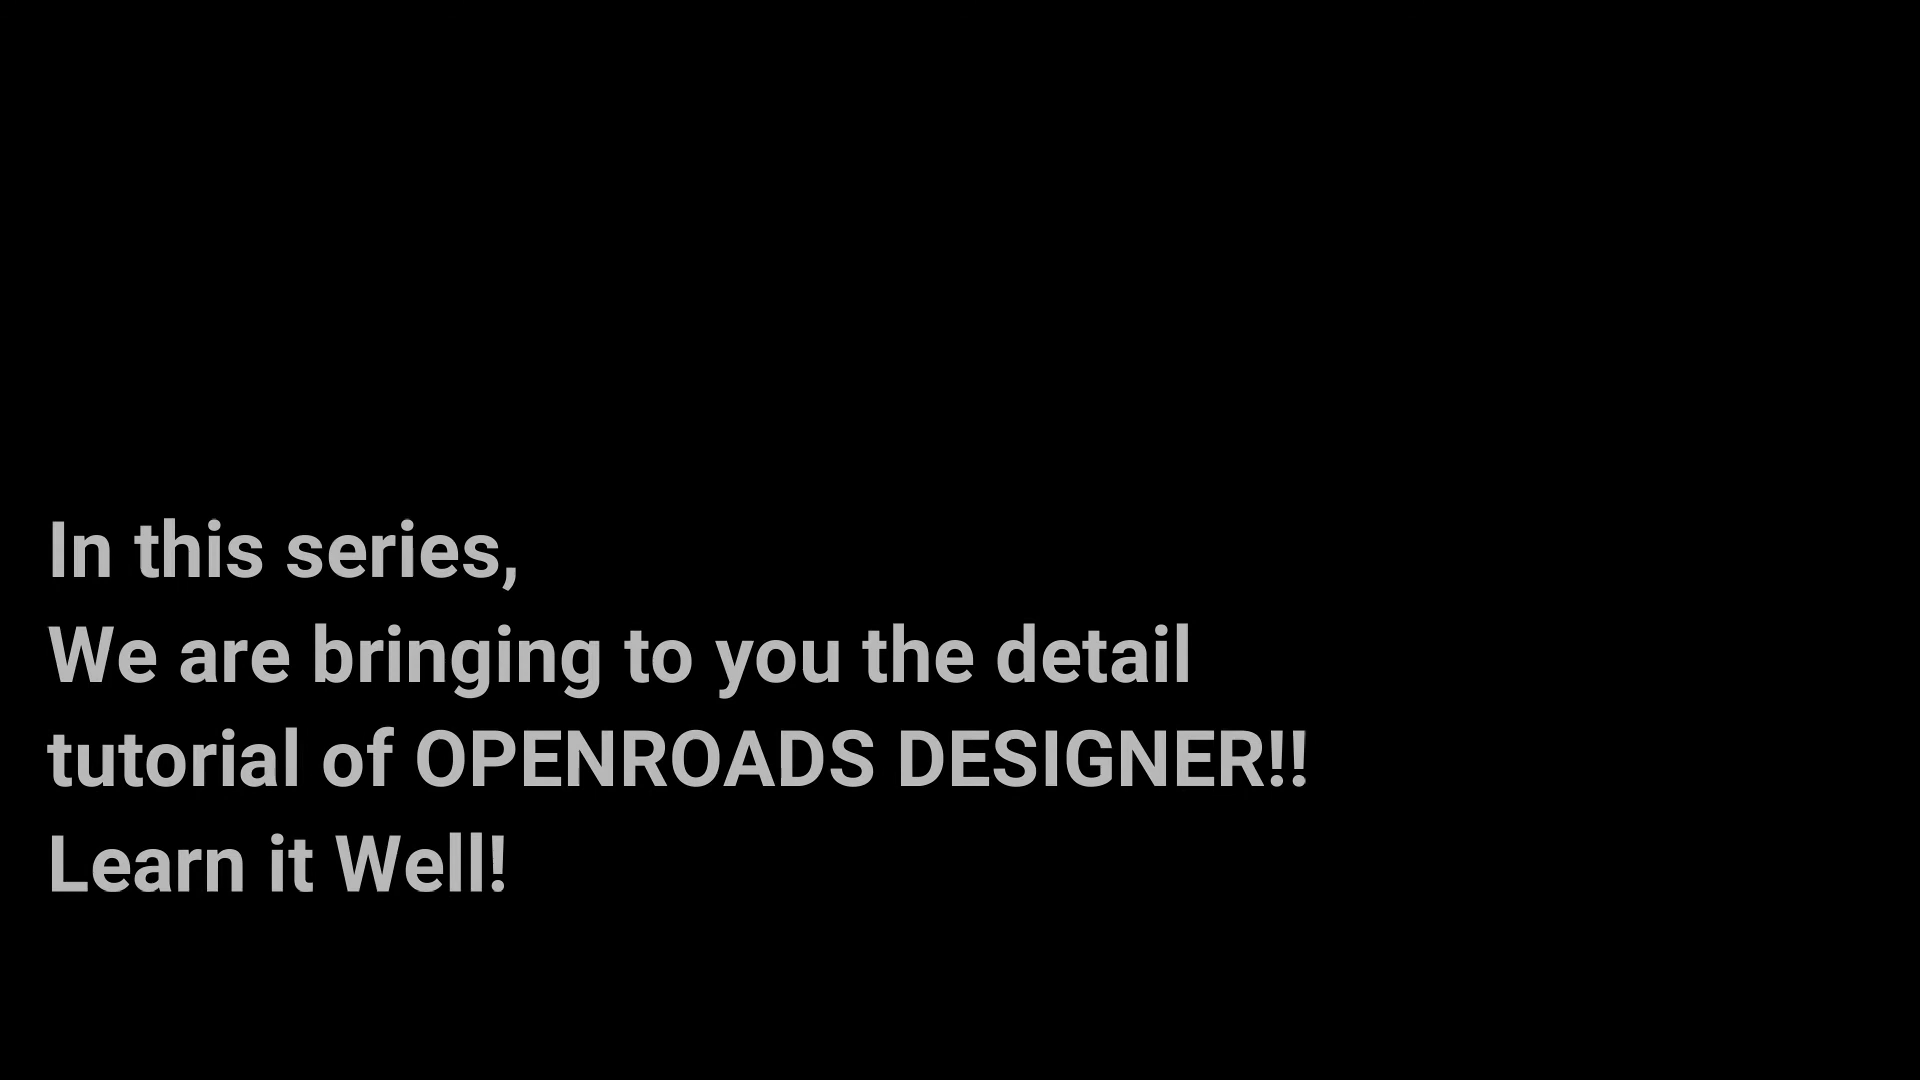 In this series,
We are bringing to you the detail
tutorial of OPENROADS DESIGNER!!
Learn it Well!